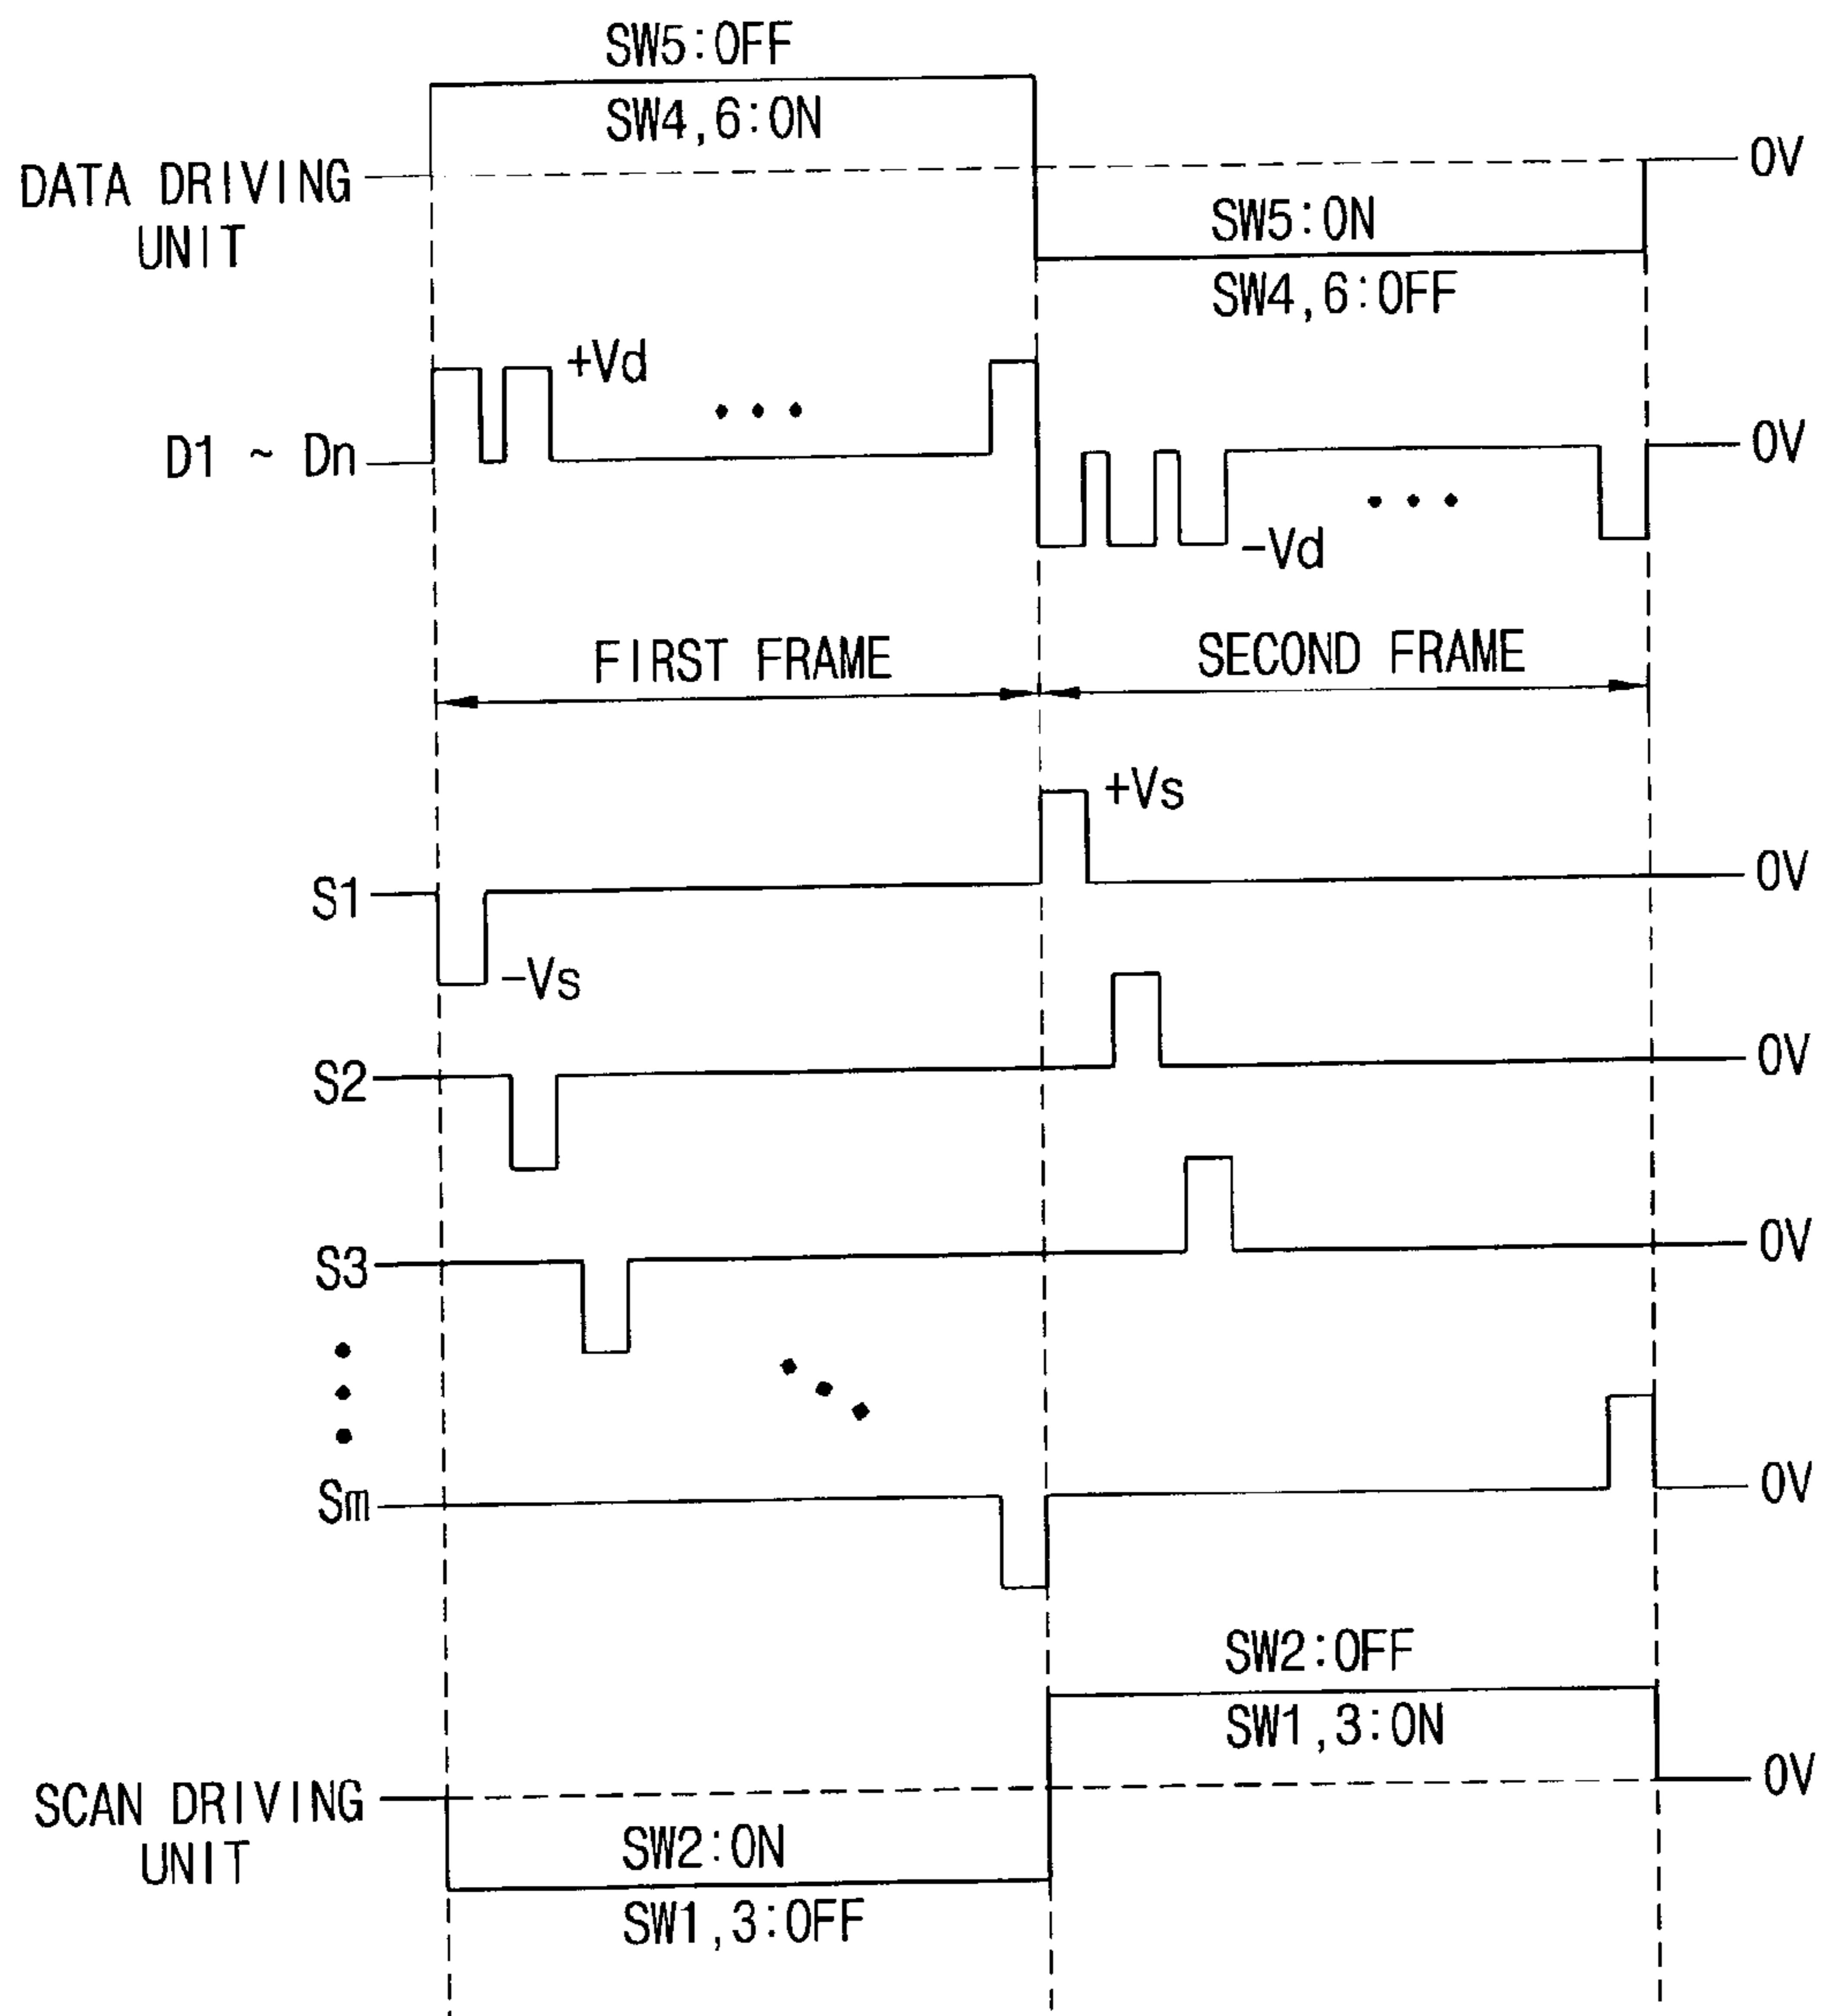 SW5:OFF
SW4,6:ON
DATA DRIVING
UNIT
0V
SW5:ON
SW4,6:OFF
+Vd
D1 ~ Dn
0V
-Vd
FIRST FRAME
SECOND FRAME
+Vs
S1
0V
-Vs
S2
0V
S3
0V
Sm
0V
SW2:OFF
SW1,3:ON
SCAN DRIVING
UNIT
0V
SW2:ON
SW1,3:OFF